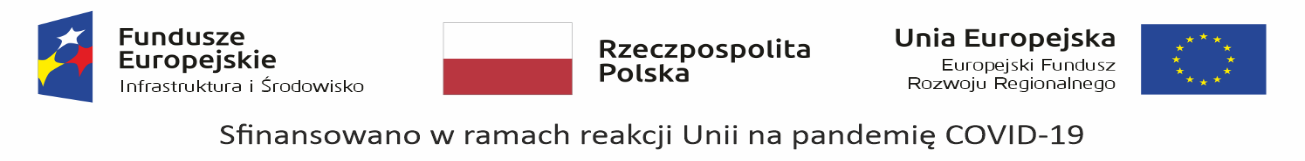 Fundusze
Europejskie
Infrastruktura i Środowisko
Rzeczpospolita
Polska
Unia Europejska
Europejski Fundusz
Rozwoju Regionalnego
Sfinansowano w ramach reakcji Unii na pandemię COVID-19